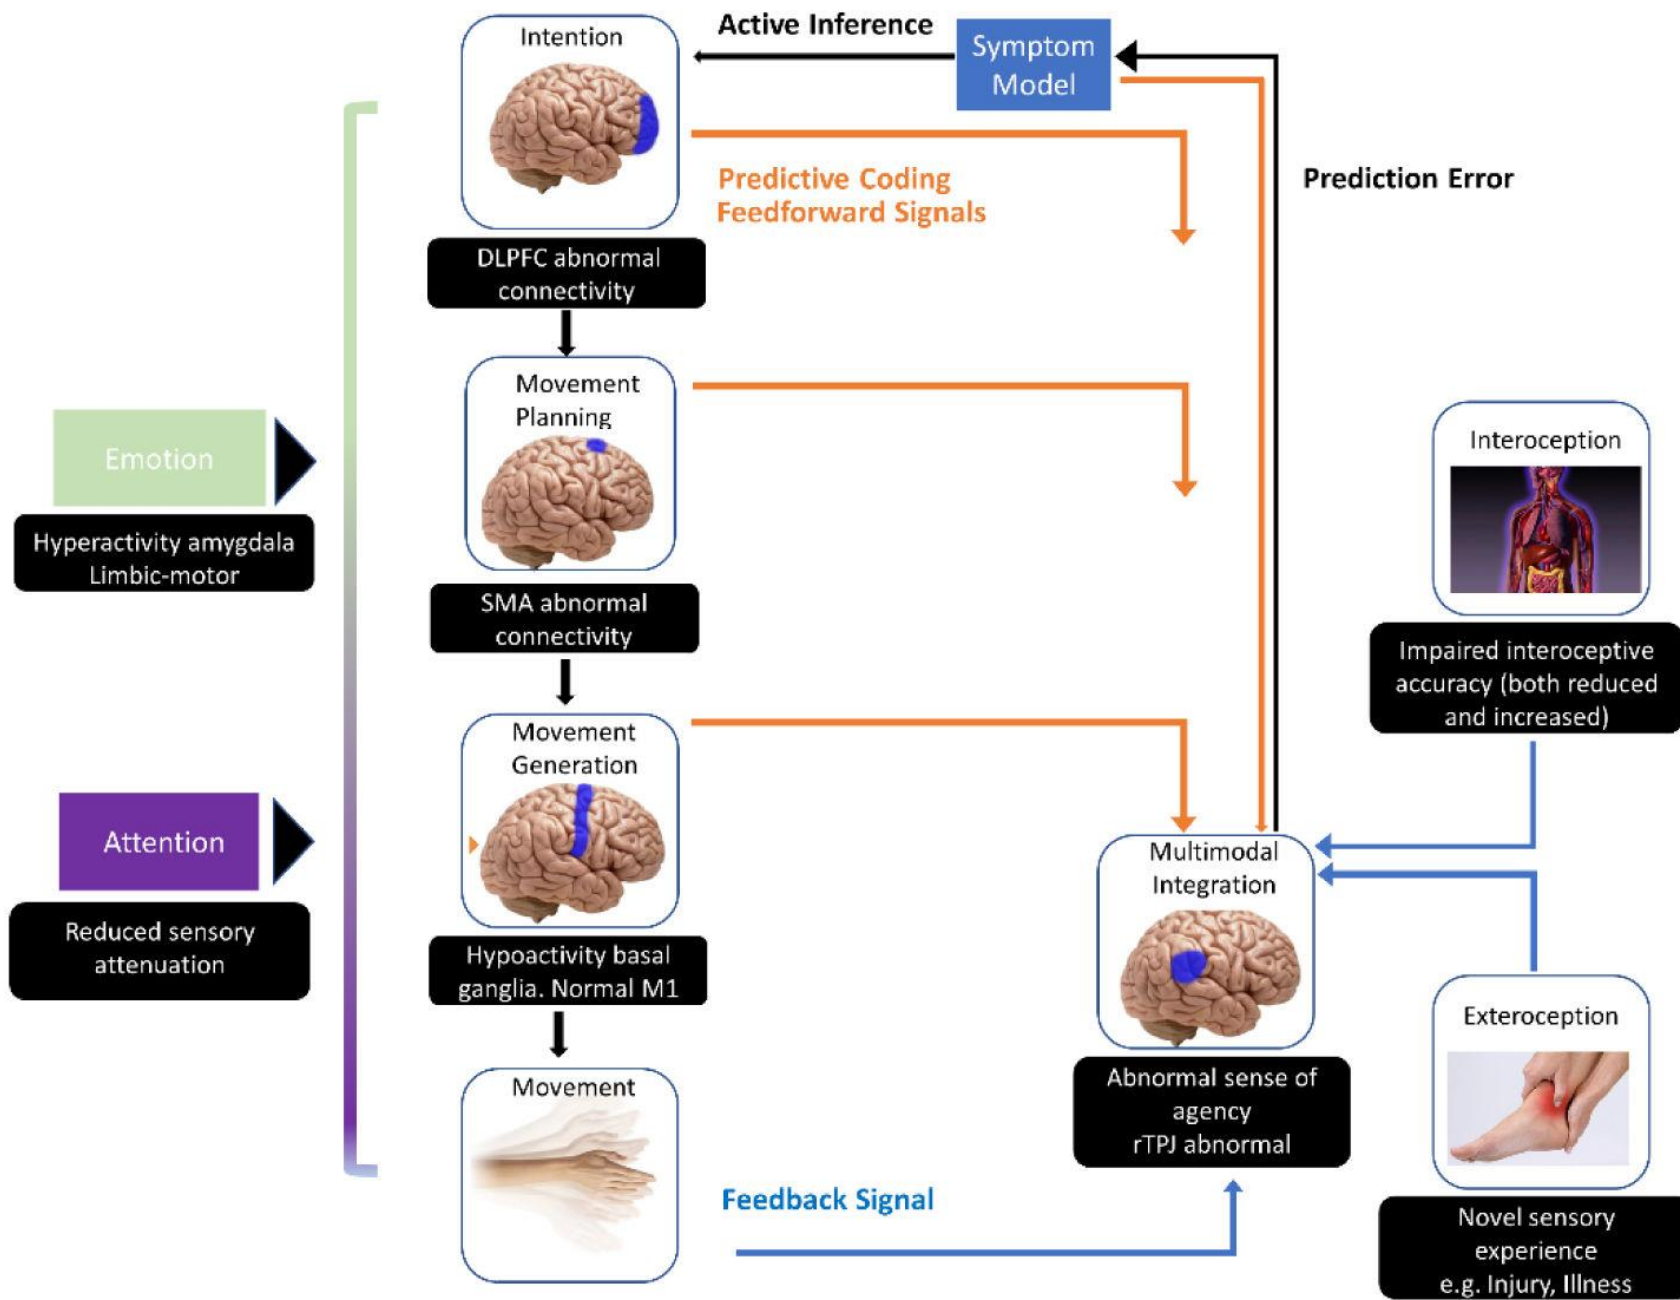 Intention
Active Inference
Symptom
Model
Predictive Coding
Feedforward Signals
Prediction Error
DLPFC abnormal
connectivity
Movement
Planning
Emotion
Hyperactivity amygdala
Limbic-motor
SMA abnormal
connectivity
Interoception
Impaired interoceptive
accuracy (both reduced
and increased)
Movement
Generation
Attention
Reduced sensory
attenuation
Hypoactivity basal
ganglia. Normal M1
Multimodal
Integration
Abnormal sense of
agency
rTPJ abnormal
Exteroception
Novel sensory
experience
e.g. Injury, Illness
Movement
Feedback Signal